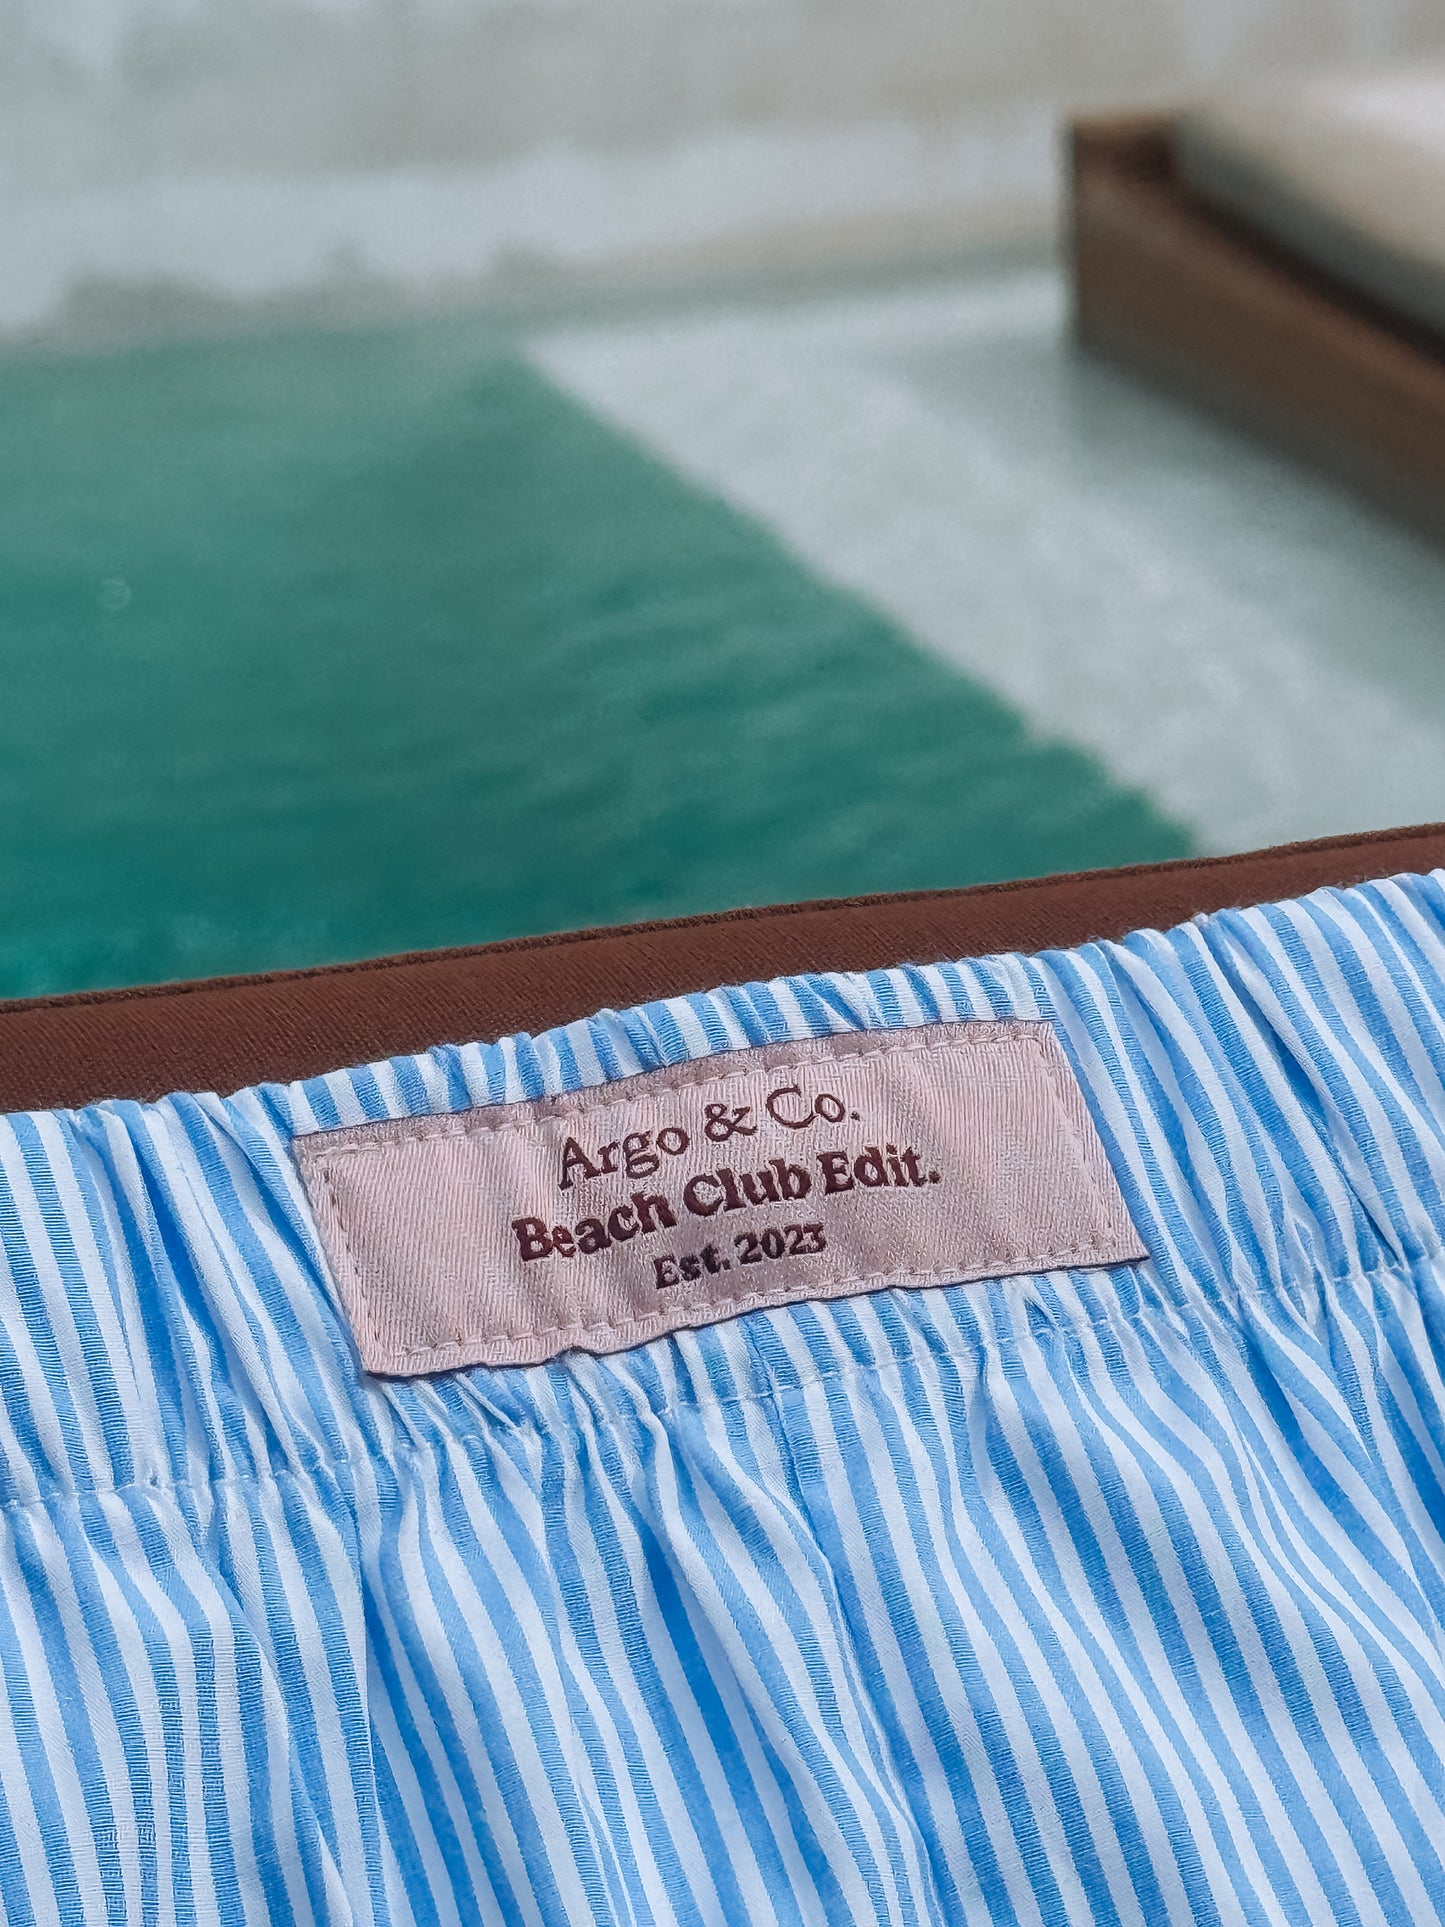 Argo & Co.
Beach Club Edit.
Est. 2023